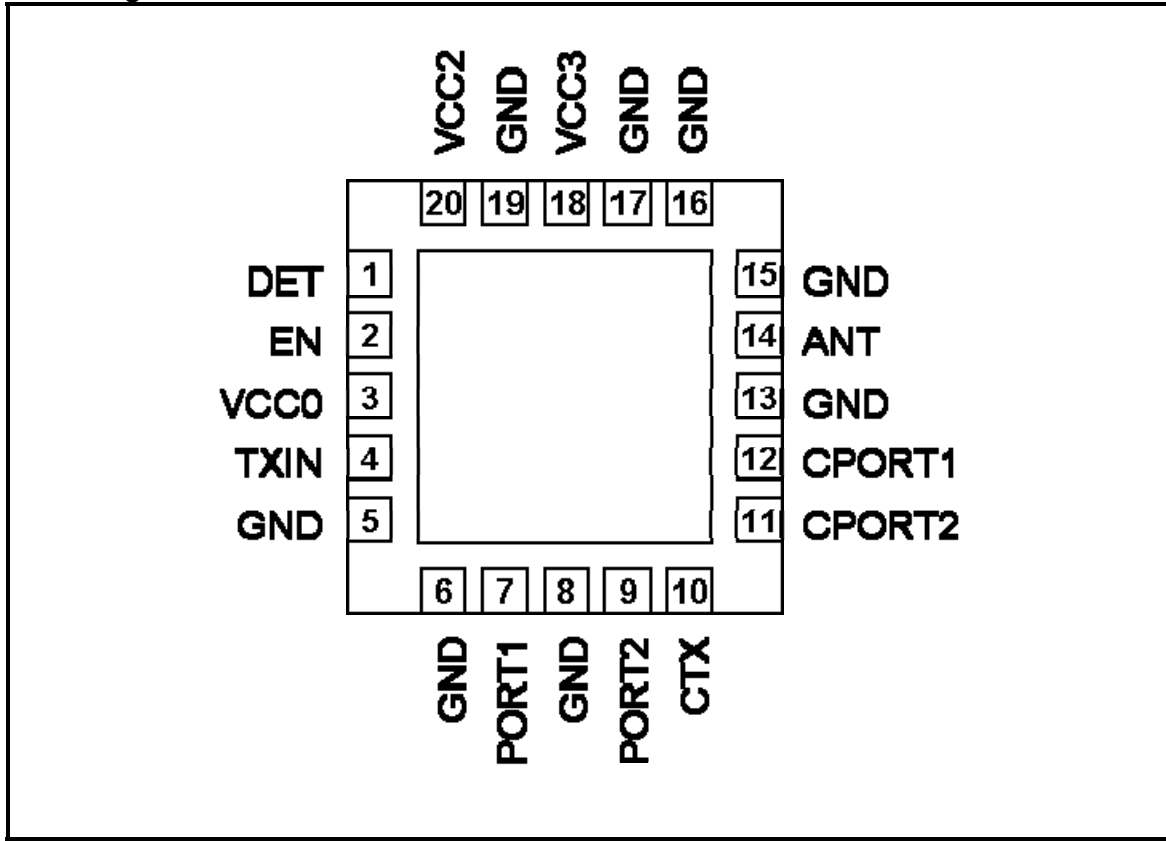 VCC2
GND
VCC3
GND
GND
20 19 18 17 16
DET 1
EN 2
VCC0 3
TXIN 4
GND 5
15 GND
14 ANT
13 GND
12 CPORT1
11 CPORT2
6 7 8 9 10
GND
PORT1
GND
PORT2
CTX